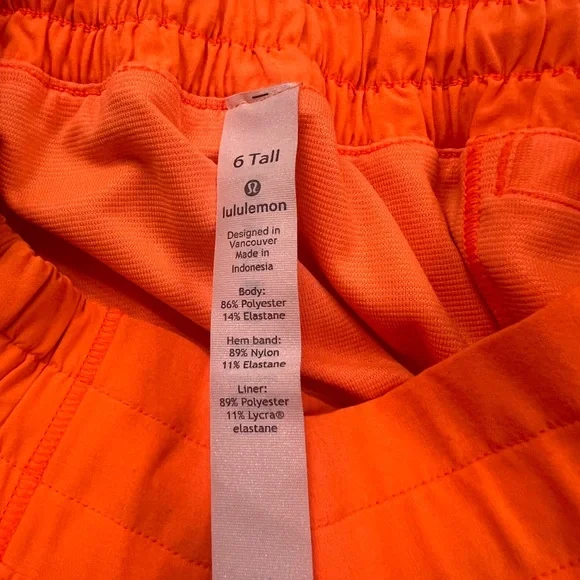 6 Tall
lululemon
Designed in
Vancouver
Made in
Indonesia
Body:
86% Polyester
14% Elastane
Hem band:
89% Nylon
11% Elastane
Liner:
89% Polyester
11% Lycra®
elastane